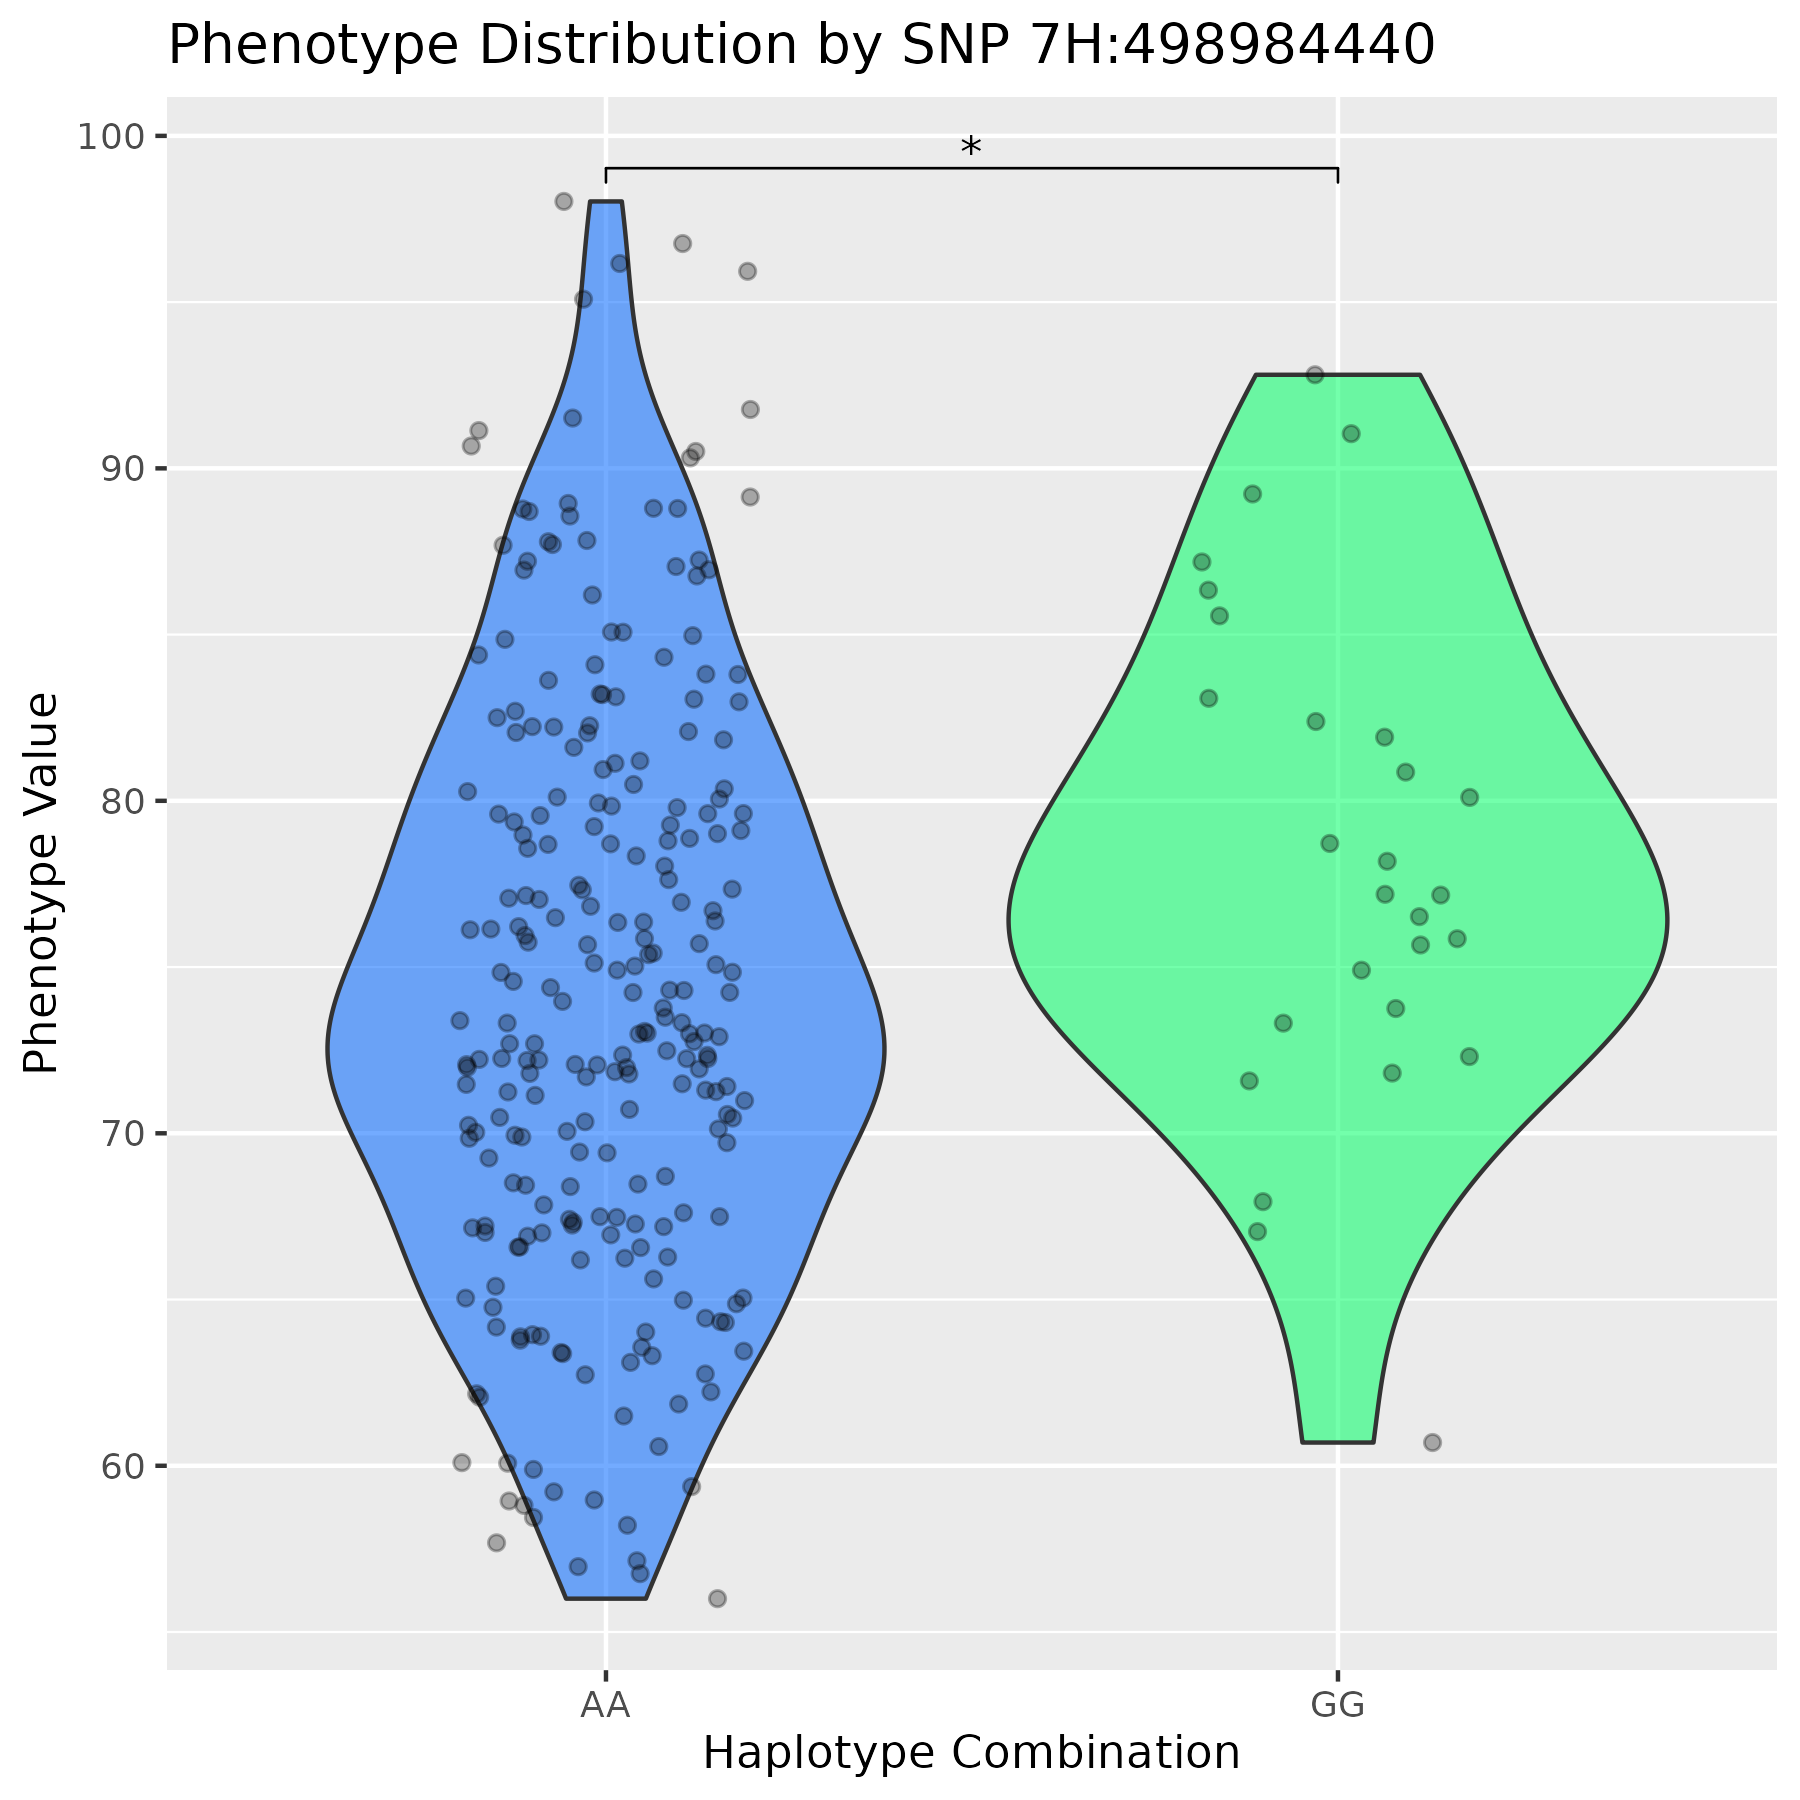 Phenotype Distribution by SNP 7H:498984440
100
*
90
80
70
60
Phenotype Value
AA
GG
Haplotype Combination